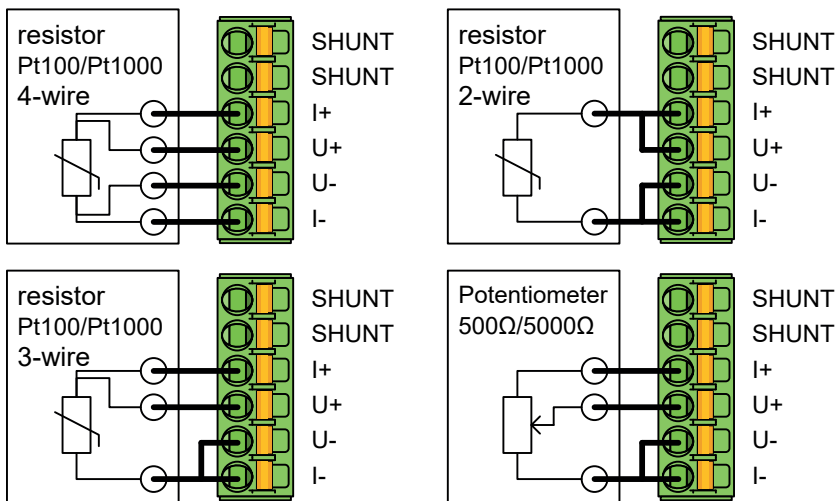 resistor
Pt100/Pt1000
4-wire
SHUNT
SHUNT
I+
U+
U-
I-
resistor
Pt100/Pt1000
2-wire
SHUNT
SHUNT
I+
U+
U-
I-
resistor
Pt100/Pt1000
3-wire
SHUNT
SHUNT
I+
U+
U-
I-
Potentiometer
500Ω/5000Ω
SHUNT
SHUNT
I+
U+
U-
I-